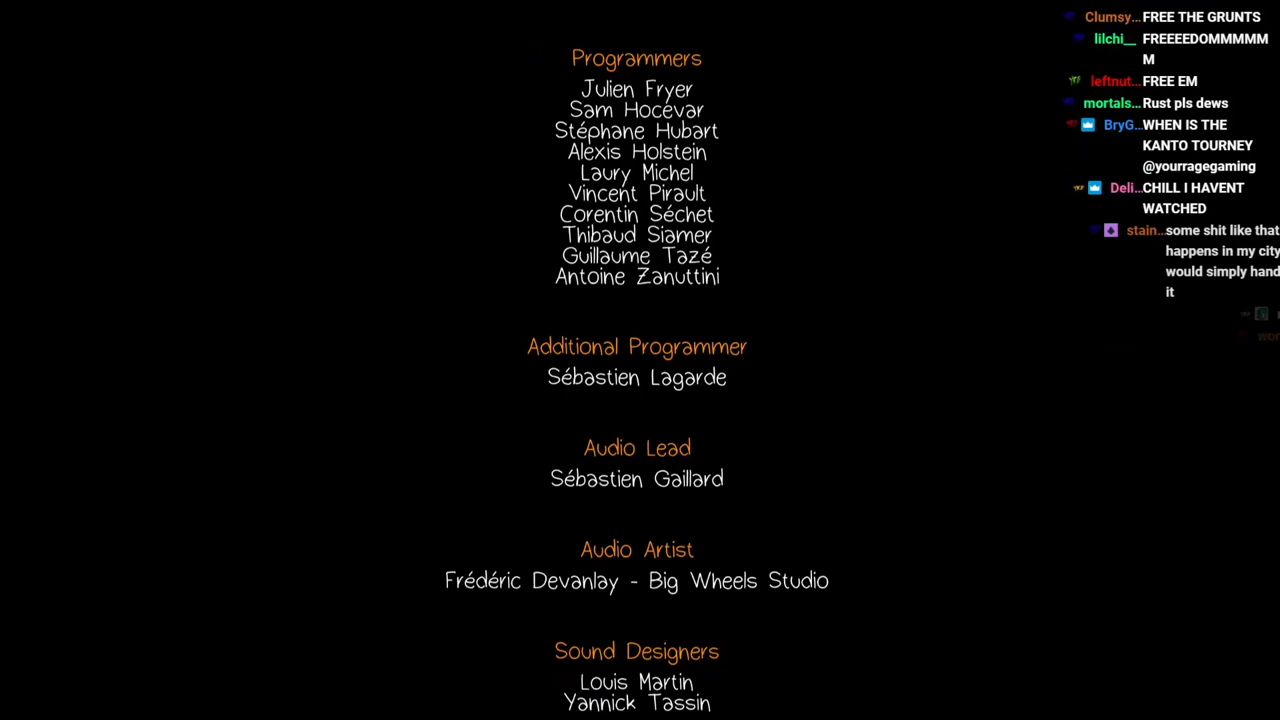 Programmers
Julien Fryer
Sam Hocevar
Stéphane Hubart
Alexis Holstein
Laury Michel
Vincent Pirault
Corentin Séchet
Thibaud Siamer
Guillaume Tazé
Antoine Zanuttini
Additional Programmer
Sébastien Lagarde
Audio Lead
Sébastien Gaillard
Audio Artist
Frédéric Devanlay - Big Wheels Studio
Sound Designers
Louis Martin
Yannick Tassin
Clumsy... FREE THE GRUNTS
lilchi__ FREEEEDOMMMMM
M
leftnut... FREE EM
mortals... Rust pls dews
BryG... WHEN IS THE
KANTO TOURNEY
@yourragegaming
Deli... CHILL I HAVENT
WATCHED
stain... some shit like that
happens in my city
would simply hand
it